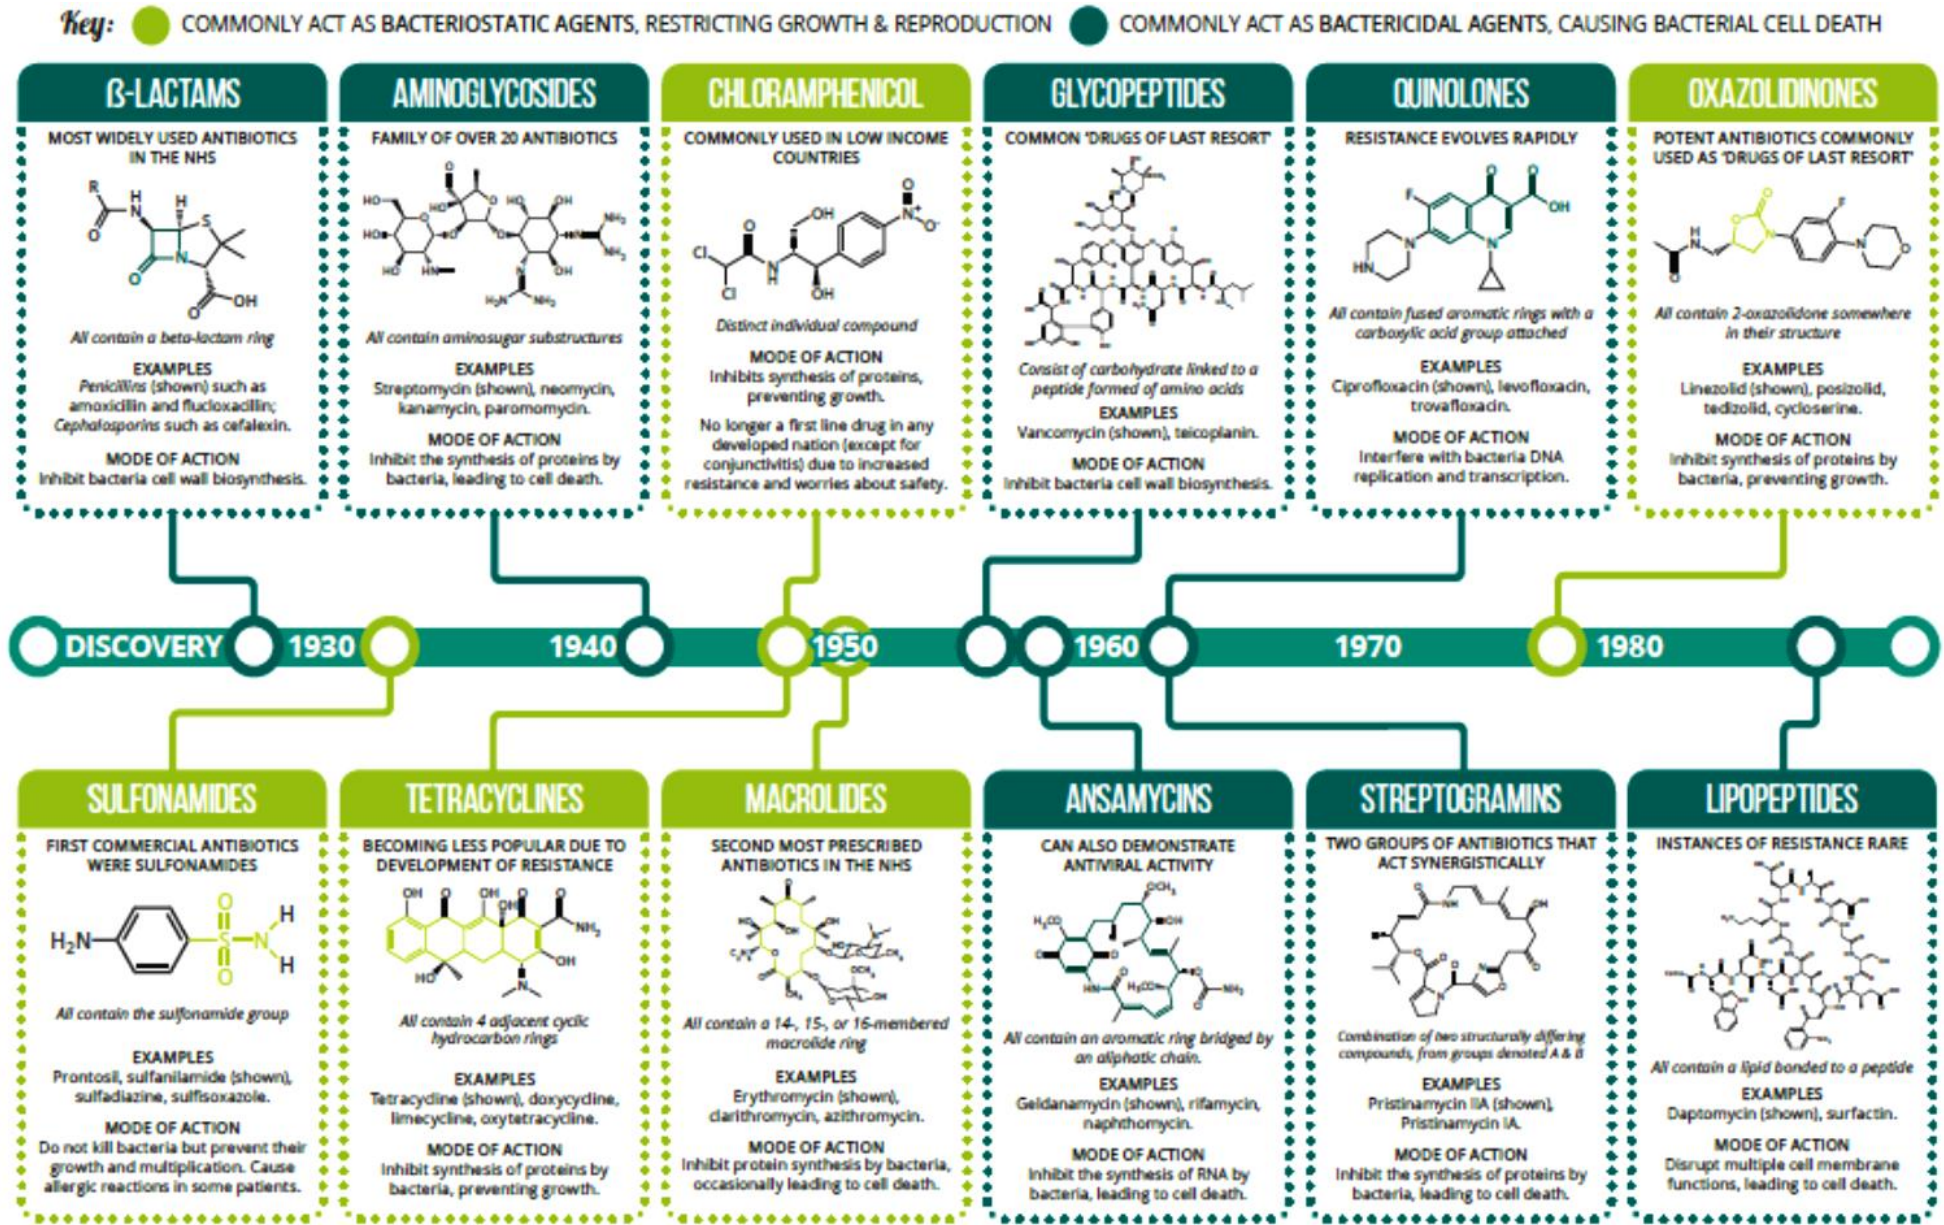 Key: COMMONLY ACT AS BACTERIOSTATIC AGENTS, RESTRICTING GROWTH & REPRODUCTION COMMONLY ACT AS BACTERICIDAL AGENTS, CAUSING BACTERIAL CELL DEATH
ß-LACTAMS
MOST WIDELY USED ANTIBIOTICS
IN THE NHS
All contain a beta-lactam ring
EXAMPLES
Penicillins (shown) such as
amoxicillin and flucloxacillin;
Cephalosporins such as cefalexin.
MODE OF ACTION
Inhibit bacteria cell wall biosynthesis.
AMINOGLYCOSIDES
FAMILY OF OVER 20 ANTIBIOTICS
All contain aminosugar substructures
EXAMPLES
Streptomycin (shown), neomycin,
kanamycin, paromomycin.
MODE OF ACTION
Inhibit the synthesis of proteins by
bacteria, leading to cell death.
CHLORAMPHENICOL
COMMONLY USED IN LOW INCOME
COUNTRIES
Distinct individual compound
MODE OF ACTION
Inhibits synthesis of proteins,
preventing growth.
No longer a first line drug in any
developed nation (except for
conjunctivitis) due to increased
resistance and worries about safety.
GLYCOPEPTIDES
COMMON 'DRUGS OF LAST RESORT'
Consist of carbohydrate linked to a
peptide formed of amino acids
EXAMPLES
Vancomycin (shown), teicoplanin.
MODE OF ACTION
Inhibit bacteria cell wall biosynthesis.
QUINOLONES
RESISTANCE EVOLVES RAPIDLY
All contain fused aromatic rings with a
carboxylic acid group attached
EXAMPLES
Ciprofloxacin (shown), levofloxacin,
trovafloxacin.
MODE OF ACTION
Interfere with bacteria DNA
replication and transcription.
OXAZOLIDINONES
POTENT ANTIBIOTICS COMMONLY
USED AS 'DRUGS OF LAST RESORT'
All contain 2-oxazolidone somewhere
in their structure
EXAMPLES
Linezolid (shown), posizolid,
tedizolid, cycloserine.
MODE OF ACTION
Inhibit synthesis of proteins by
bacteria, preventing growth.
DISCOVERY 1930 1940 1950 1960 1970 1980
SULFONAMIDES
FIRST COMMERCIAL ANTIBIOTICS
WERE SULFONAMIDES
All contain the sulfonamide group
EXAMPLES
Prontosil, sulfanilamide (shown),
sulfadiazine, sulfisoxazole.
MODE OF ACTION
Do not kill bacteria but prevent their
growth and multiplication. Cause
allergic reactions in some patients.
TETRACYCLINES
BECOMING LESS POPULAR DUE TO
DEVELOPMENT OF RESISTANCE
All contain 4 adjacent cyclic
hydrocarbon rings
EXAMPLES
Tetracycline (shown), doxycycline,
limecycline, oxytetracycline.
MODE OF ACTION
Inhibit synthesis of proteins by
bacteria, preventing growth.
MACROLIDES
SECOND MOST PRESCRIBED
ANTIBIOTICS IN THE NHS
All contain a 14-, 15-, or 16-membered
macrolide ring
EXAMPLES
Erythromycin (shown),
clarithromycin, azithromycin.
MODE OF ACTION
Inhibit protein synthesis by bacteria,
occasionally leading to cell death.
ANSAMYCINS
CAN ALSO DEMONSTRATE
ANTIVIRAL ACTIVITY
All contain an aromatic ring bridged by
an aliphatic chain.
EXAMPLES
Geldanamycin (shown), rifamycin,
naphthomycin.
MODE OF ACTION
Inhibit the synthesis of RNA by
bacteria, leading to cell death.
STREPTOGRAMINS
TWO GROUPS OF ANTIBIOTICS THAT
ACT SYNERGISTICALLY
Combination of two structurally differing
compounds, from groups denoted A & B
EXAMPLES
Pristinamycin IIA (shown),
Pristinamycin IA.
MODE OF ACTION
Inhibit the synthesis of proteins by
bacteria, leading to cell death.
LIPOPEPTIDES
INSTANCES OF RESISTANCE RARE
All contain a lipid bonded to a peptide
EXAMPLES
Daptomycin (shown), surfactin.
MODE OF ACTION
Disrupt multiple cell membrane
functions, leading to cell death.